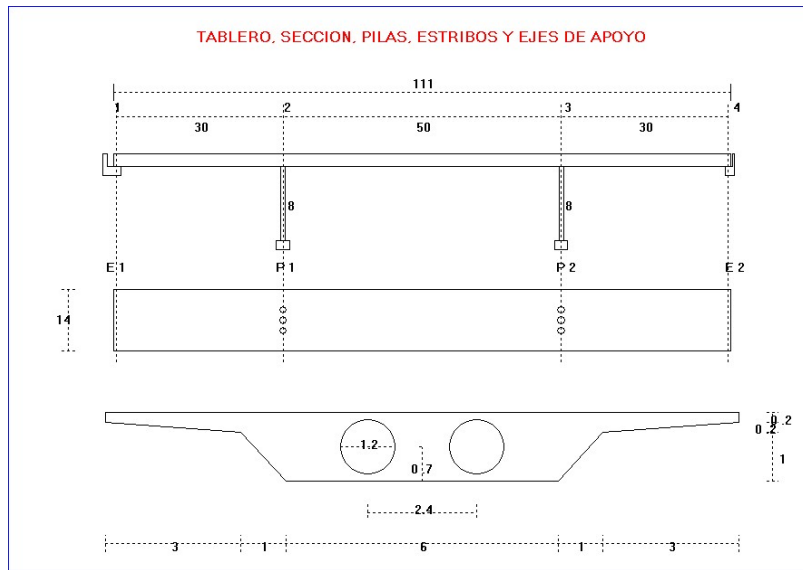 TABLERO, SECCION, PILAS, ESTRIBOS Y EJES DE APOYO
111
1 2 3 4
30 50 30
8 8
E 1 P 1 P 2 E 2
14
0.2
0.2
1.2
0.7 1
2.4
3 1 6 1 3